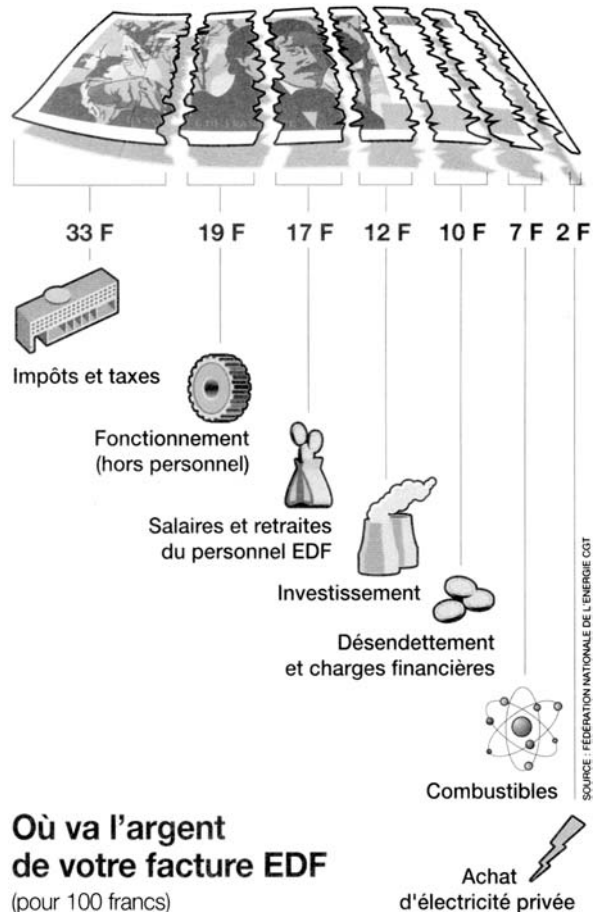 33 F
19 F
17 F
12 F
10 F
7 F
2 F
Impôts et taxes
Fonctionnement
(hors personnel)
Salaires et retraites
du personnel EDF
Investissement
Désendettement
et charges financières
Combustibles
Achat
d'électricité privée
Où va l'argent
de votre facture EDF
(pour 100 francs)
SOURCE : FÉDERATION NATIONALE DE L'ENERGIE CGT